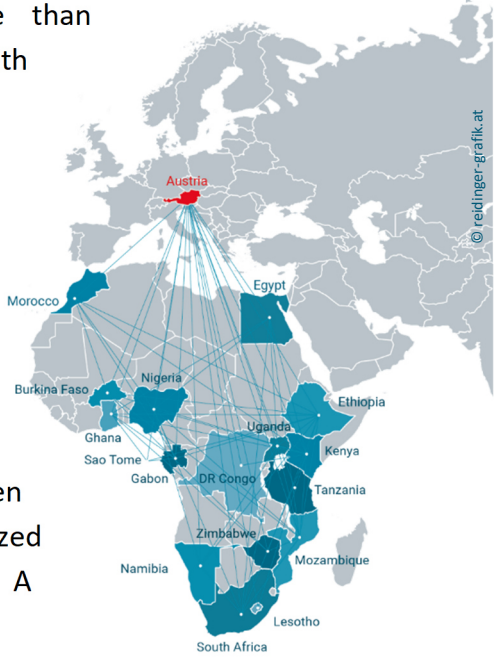 than
th
© reidinger-grafik.at
Austria
Egypt
Morocco
Nigeria
Burkina Faso
Ethiopia
Uganda
Ghana
Kenya
Sao Tome
Gabon
DR Congo
Tanzania
en
zed
Zimbabwe
A
Mozambique
Namibia
Lesotho
South Africa